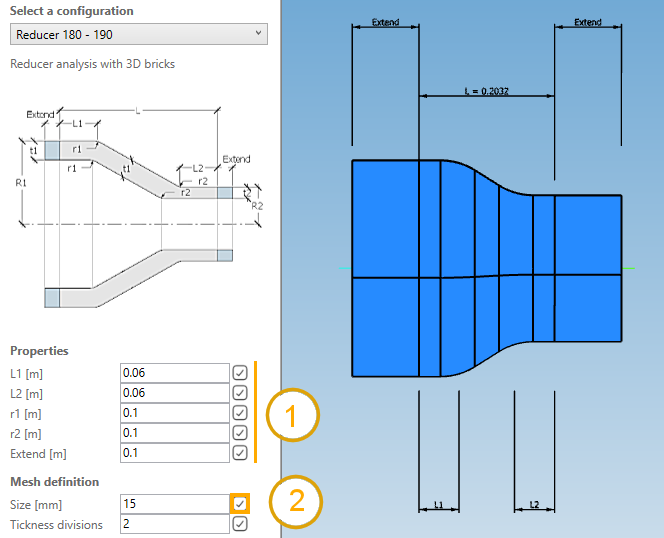 Select a configuration
Reducer 180 - 190
Reducer analysis with 3D bricks
Extend
L
L1
t1
r1
r1
t1
L2
Extend
r2
r2
t2
R1
R2
Properties
L1 [m]
0.06
L2 [m]
0.06
r1 [m]
0.1
r2 [m]
0.1
Extend [m]
0.1
1
Mesh definition
Size [mm]
15
2
Tickness divisions
2
Extend
Extend
L = 0.2032
L1
L2